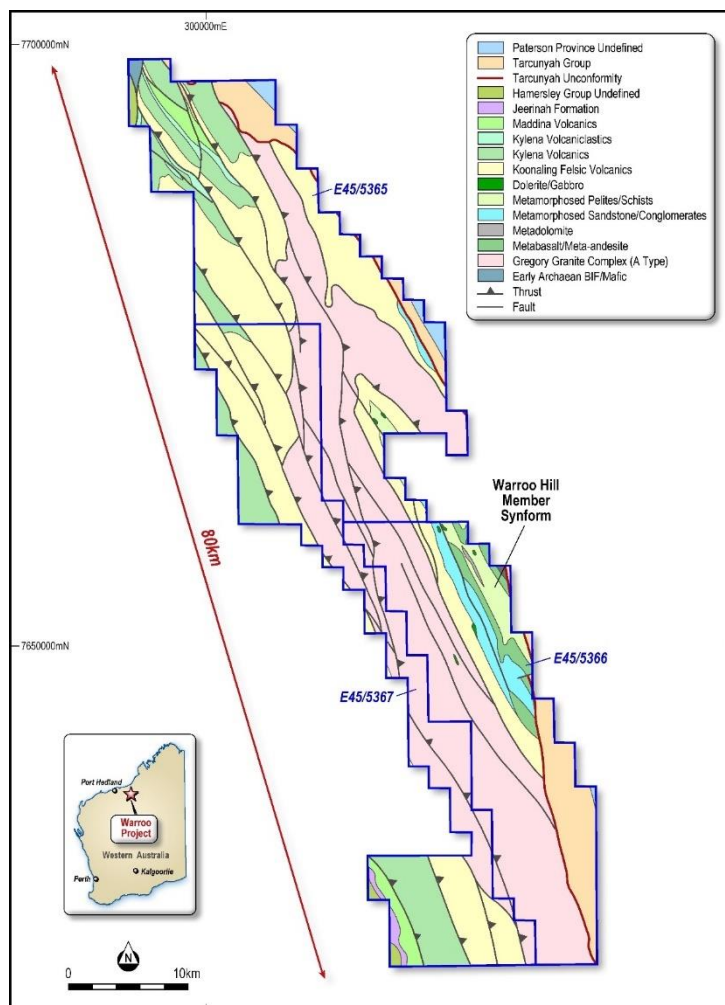 300000mE
7700000mN
Paterson Province Undefined
Tarcunyah Group
Tarcunyah Unconformity
Hamersley Group Undefined
Jeerinah Formation
Maddina Volcanics
Kylena Volcaniclastics
Kylena Volcanics
Koonaling Felsic Volcanics
Dolerite/Gabbro
Metamorphosed Pelites/Schists
Metamorphosed Sandstone/Conglomerates
Metadolomite
Metabasalt/Meta-andesite
Gregory Granite Complex (A Type)
Early Archaean BIF/Mafic
Thrust
Fault
E45/5365
Warroo Hill
Member
Synform
80km
7650000mN
E45/5366
E45/5367
Port Hedland
Warroo
Project
Western Australia
Perth
Kalgoorlie
N
0
10km